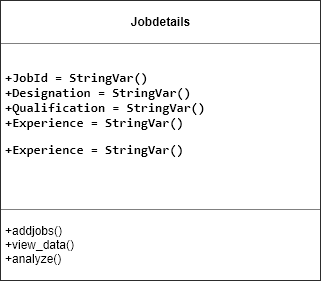 Jobdetails
+JobId = StringVar()
+Designation = StringVar()
+Qualification = StringVar()
+Experience = StringVar()
+Experience = StringVar()
+addjobs()
+view_data()
+analyze()